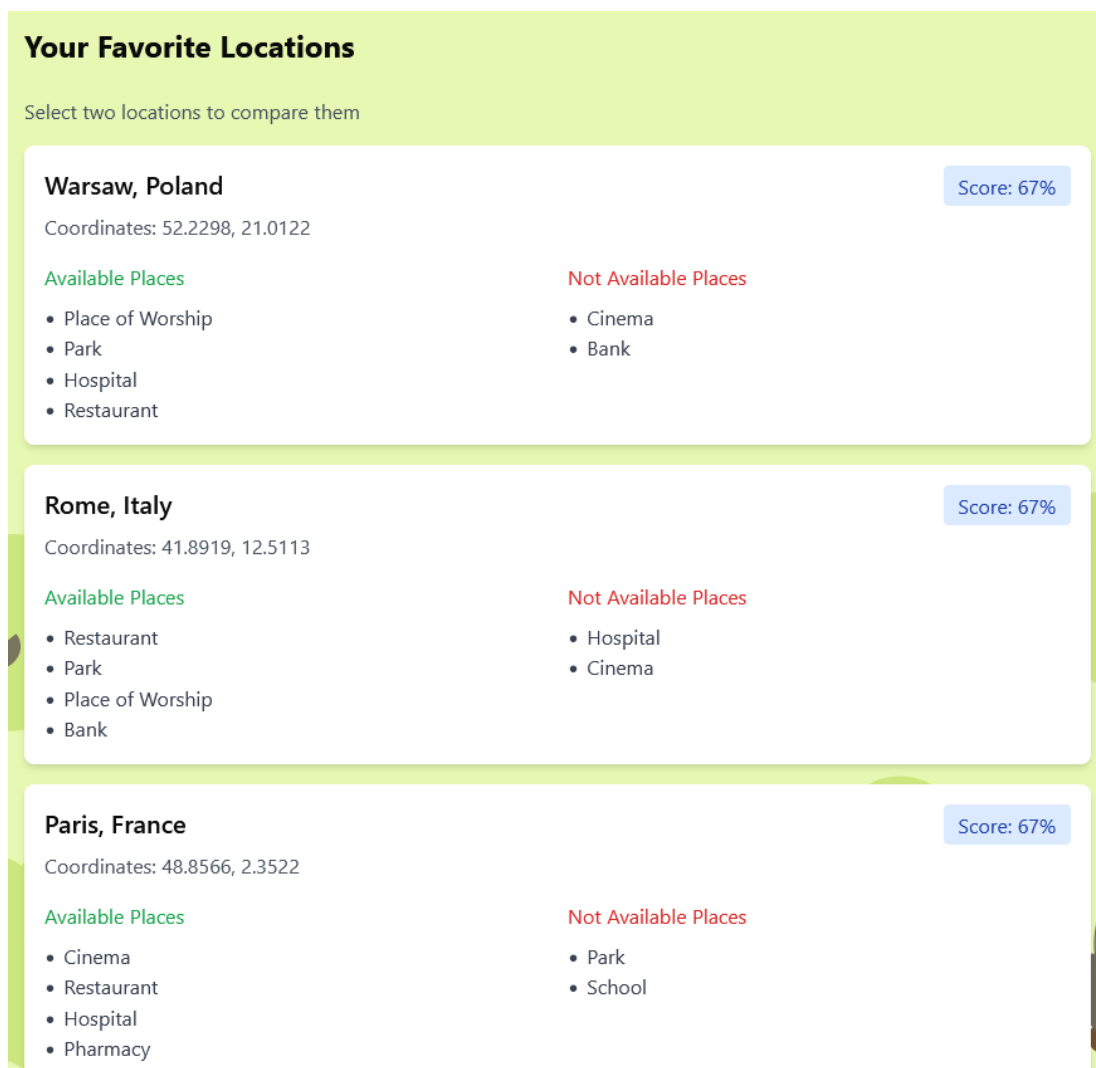 Your Favorite Locations
Select two locations to compare them
Warsaw, Poland
Score: 67%
Coordinates: 52.2298, 21.0122
Available Places
Not Available Places
• Place of Worship
• Park
• Hospital
• Restaurant
• Cinema
• Bank
Rome, Italy
Score: 67%
Coordinates: 41.8919, 12.5113
Available Places
Not Available Places
• Restaurant
• Park
• Place of Worship
• Bank
• Hospital
• Cinema
Paris, France
Score: 67%
Coordinates: 48.8566, 2.3522
Available Places
Not Available Places
• Cinema
• Restaurant
• Hospital
• Pharmacy
• Park
• School